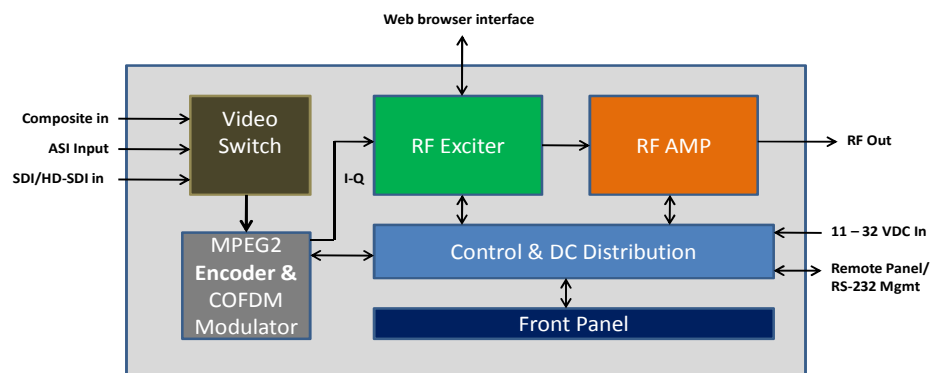 Web browser interface
Composite in
ASI Input
SDI/HD-SDI in
Video
Switch
RF Exciter
RF AMP
RF Out
I-Q
MPEG2
Encoder &
COFDM
Modulator
Control & DC Distribution
11 – 32 VDC In
Remote Panel/
RS-232 Mgmt
Front Panel